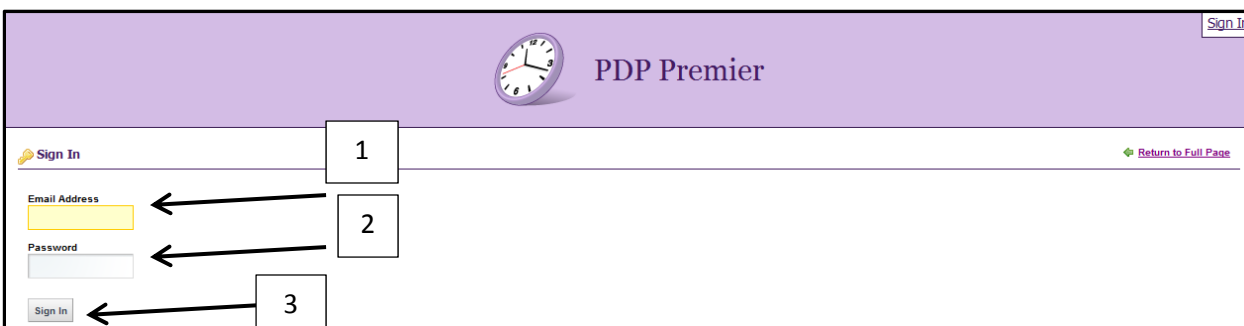 Sign In
PDP Premier
Sign In
1
Return to Full Page
Email Address
2
Password
Sign In
3